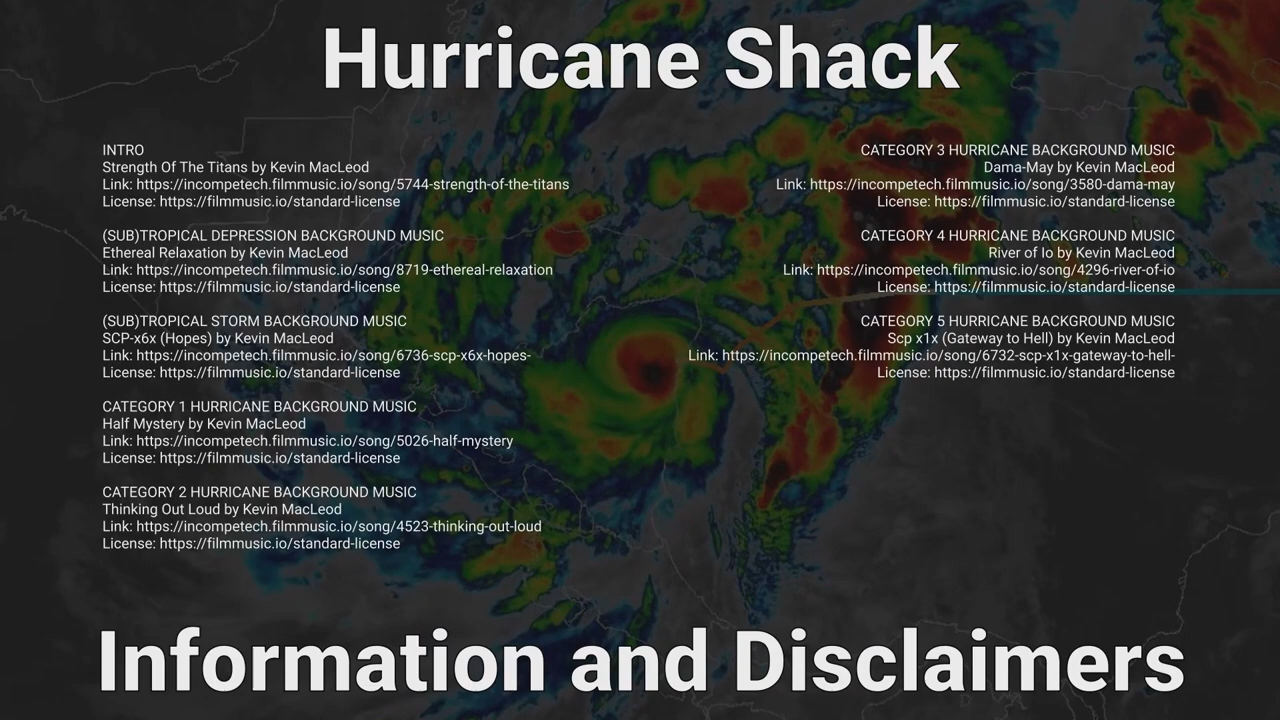 Hurricane Shack
INTRO
Strength Of The Titans by Kevin MacLeod
Link: https://incompetech.filmmusic.io/song/5744-strength-of-the-titans
License: https://filmmusic.io/standard-license
(SUB)TROPICAL DEPRESSION BACKGROUND MUSIC
Ethereal Relaxation by Kevin MacLeod
Link: https://incompetech.filmmusic.io/song/8719-ethereal-relaxation
License: https://filmmusic.io/standard-license
(SUB)TROPICAL STORM BACKGROUND MUSIC
SCP-x6x (Hopes) by Kevin MacLeod
Link: https://incompetech.filmmusic.io/song/6736-scp-x6x-hopes-
License: https://filmmusic.io/standard-license
CATEGORY 1 HURRICANE BACKGROUND MUSIC
Half Mystery by Kevin MacLeod
Link: https://incompetech.filmmusic.io/song/5026-half-mystery
License: https://filmmusic.io/standard-license
CATEGORY 2 HURRICANE BACKGROUND MUSIC
Thinking Out Loud by Kevin MacLeod
Link: https://incompetech.filmmusic.io/song/4523-thinking-out-loud
License: https://filmmusic.io/standard-license
CATEGORY 3 HURRICANE BACKGROUND MUSIC
Dama-May by Kevin MacLeod
Link: https://incompetech.filmmusic.io/song/3580-dama-may
License: https://filmmusic.io/standard-license
CATEGORY 4 HURRICANE BACKGROUND MUSIC
River of Io by Kevin MacLeod
Link: https://incompetech.filmmusic.io/song/4296-river-of-io
License: https://filmmusic.io/standard-license
CATEGORY 5 HURRICANE BACKGROUND MUSIC
Scp x1x (Gateway to Hell) by Kevin MacLeod
Link: https://incompetech.filmmusic.io/song/6732-scp-x1x-gateway-to-hell-
License: https://filmmusic.io/standard-license
Information and Disclaimers